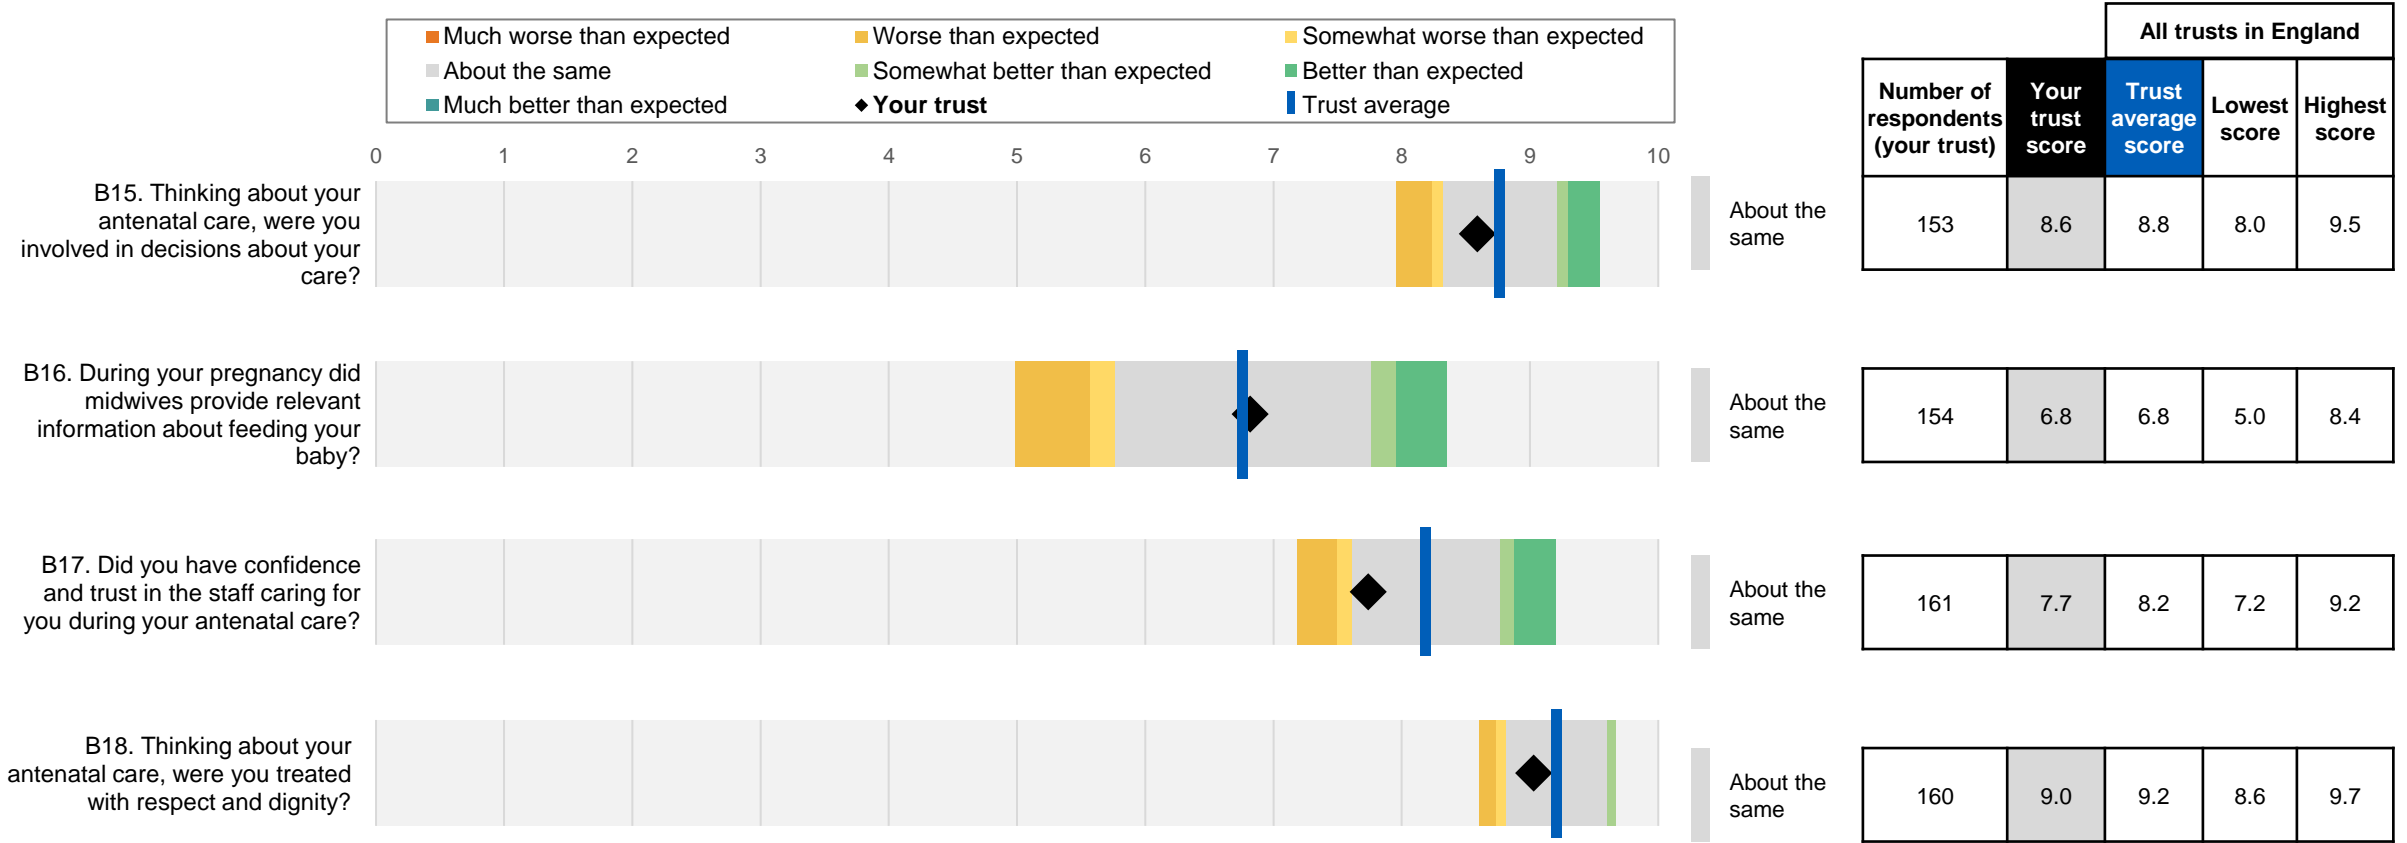 Much worse than expected
Worse than expected
Somewhat worse than expected
About the same
Somewhat better than expected
Better than expected
Much better than expected
Your trust
Trust average
All trusts in England
Number of
respondents
(your trust)
Your
trust
score
Trust
average
score
Lowest
score
Highest
score
0 1 2 3 4 5 6 7 8 9 10
B15. Thinking about your
antenatal care, were you
involved in decisions about your
care?
About the
same
153 8.6 8.8 8.0 9.5
B16. During your pregnancy did
midwives provide relevant
information about feeding your
baby?
About the
same
154 6.8 6.8 5.0 8.4
B17. Did you have confidence
and trust in the staff caring for
you during your antenatal care?
About the
same
161 7.7 8.2 7.2 9.2
B18. Thinking about your
antenatal care, were you treated
with respect and dignity?
About the
same
160 9.0 9.2 8.6 9.7